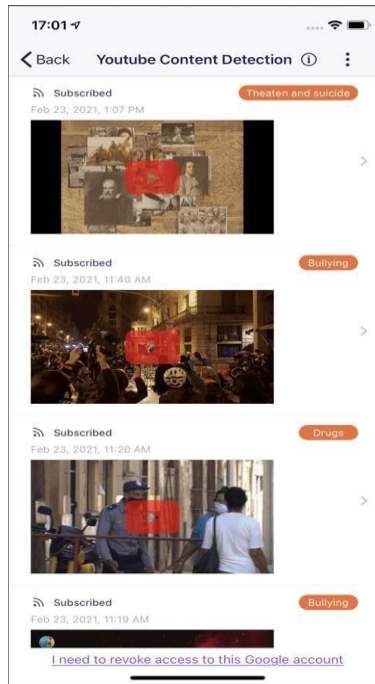 17:01
Back Youtube Content Detection
Subscribed Theaten and suicide
Feb 23, 2021, 1:07 PM
Subscribed Bullying
Feb 23, 2021, 11:40 AM
Subscribed Drugs
Feb 23, 2021, 11:20 AM
Subscribed Bullying
Feb 23, 2021, 11:19 AM
I need to revoke access to this Google account